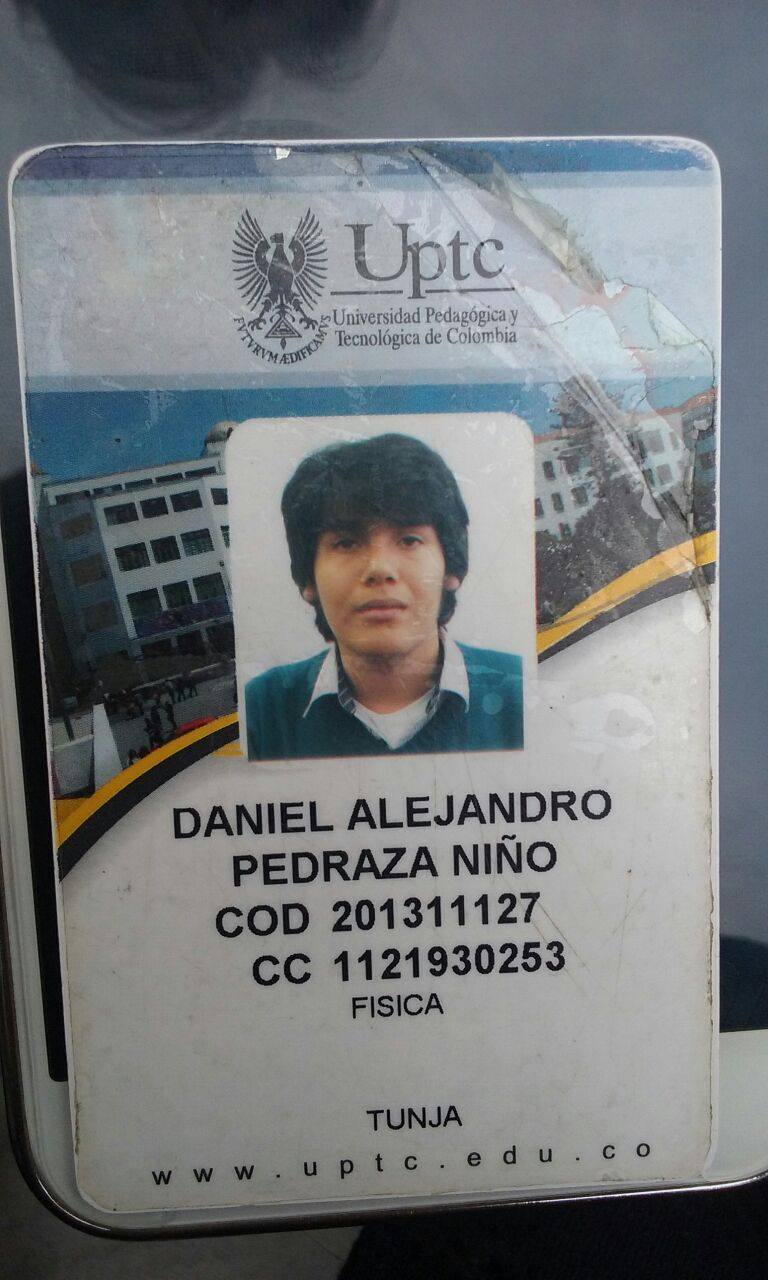 Uptc
Universidad Pedagógica y
Tecnológica de Colombia
FVTVRVM ÆDIFICAMVS
DANIEL ALEJANDRO
PEDRAZA NIÑO
COD 201311127
CC 1121930253
FISICA
TUNJA
www.uptc.edu.co